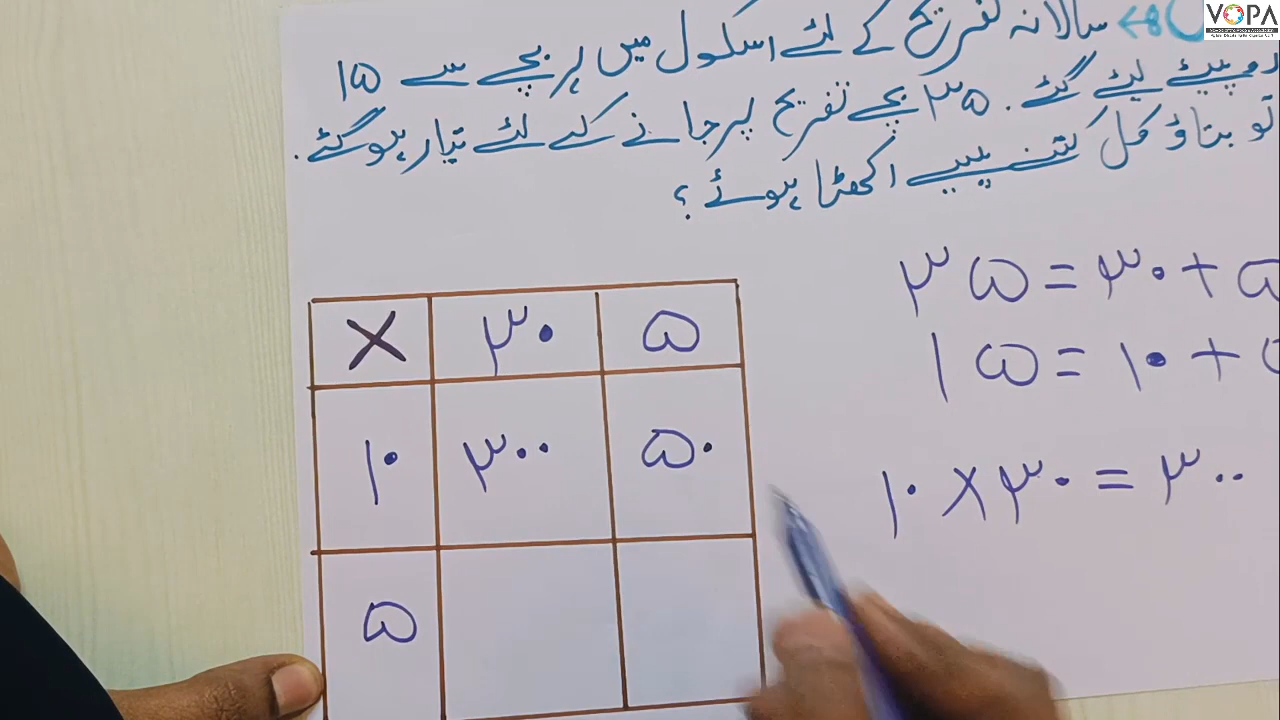 VOPA
سالانہ تفریح کے لئے اسکول میں ہر بچے سے ۱۵
روپیئے لیئے گئے. ۳۵ بچے تفریح پر جانے کے لئے تیار ہوگئے.
تو بتاؤ کل کتنے پیسے اکھٹا ہوئے؟
۳۵=۳۰+۵
۱۵=۱۰+
× ۳۰ ۵
۱۰ ۳۰۰ ۵۰
۵
۱۰×۳۰=۳۰۰